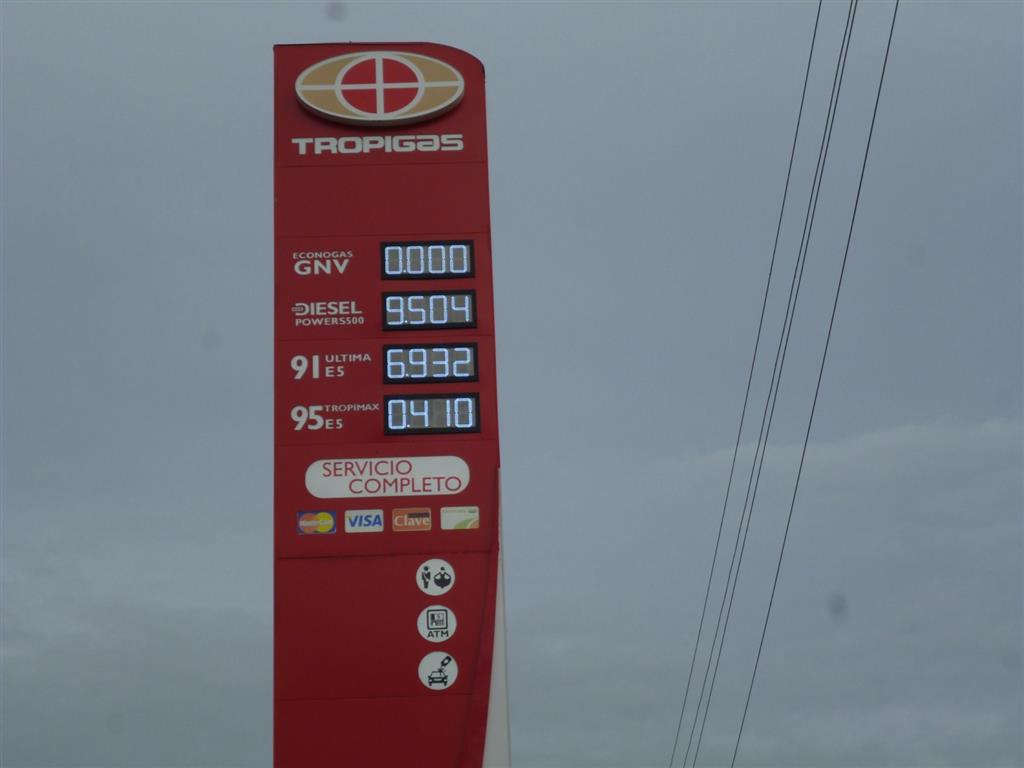 TROPIGAS
ECONOGAS
GNV 0.000
DIESEL 9.504
POWER5500
91 ULTIMA E5 6.932
95 TROPIMAX E5 0.410
SERVICIO
COMPLETO
MasterCard VISA Clave
ATM